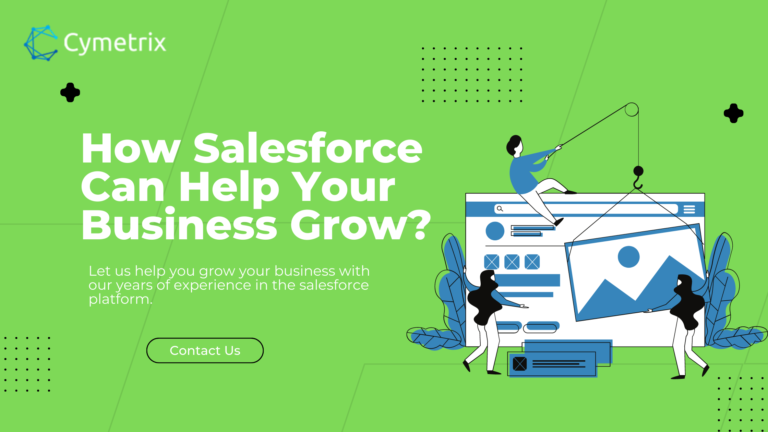 Cymetrix
How Salesforce
Can Help Your
Business Grow?
Let us help you grow your business with
our years of experience in the salesforce
platform.
Contact Us